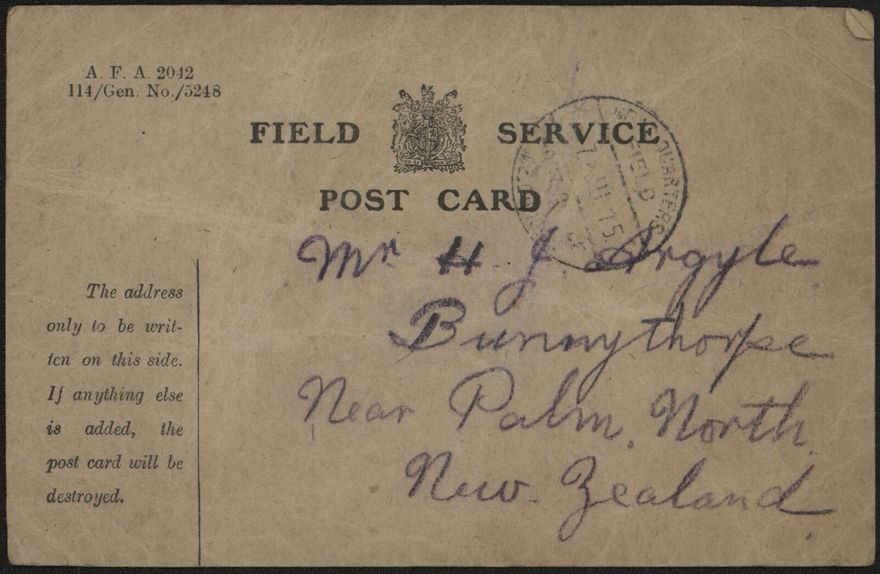 A. F. A. 2042
114/Gen. No./5248
FIELD SERVICE
POST CARD
FIELD
Mr H J Argyle
Bunnythorpe
Near Palm. North.
New Zealand.
The address
only to be writ-
ten on this side.
If anything else
is added, the
post card will be
destroyed.